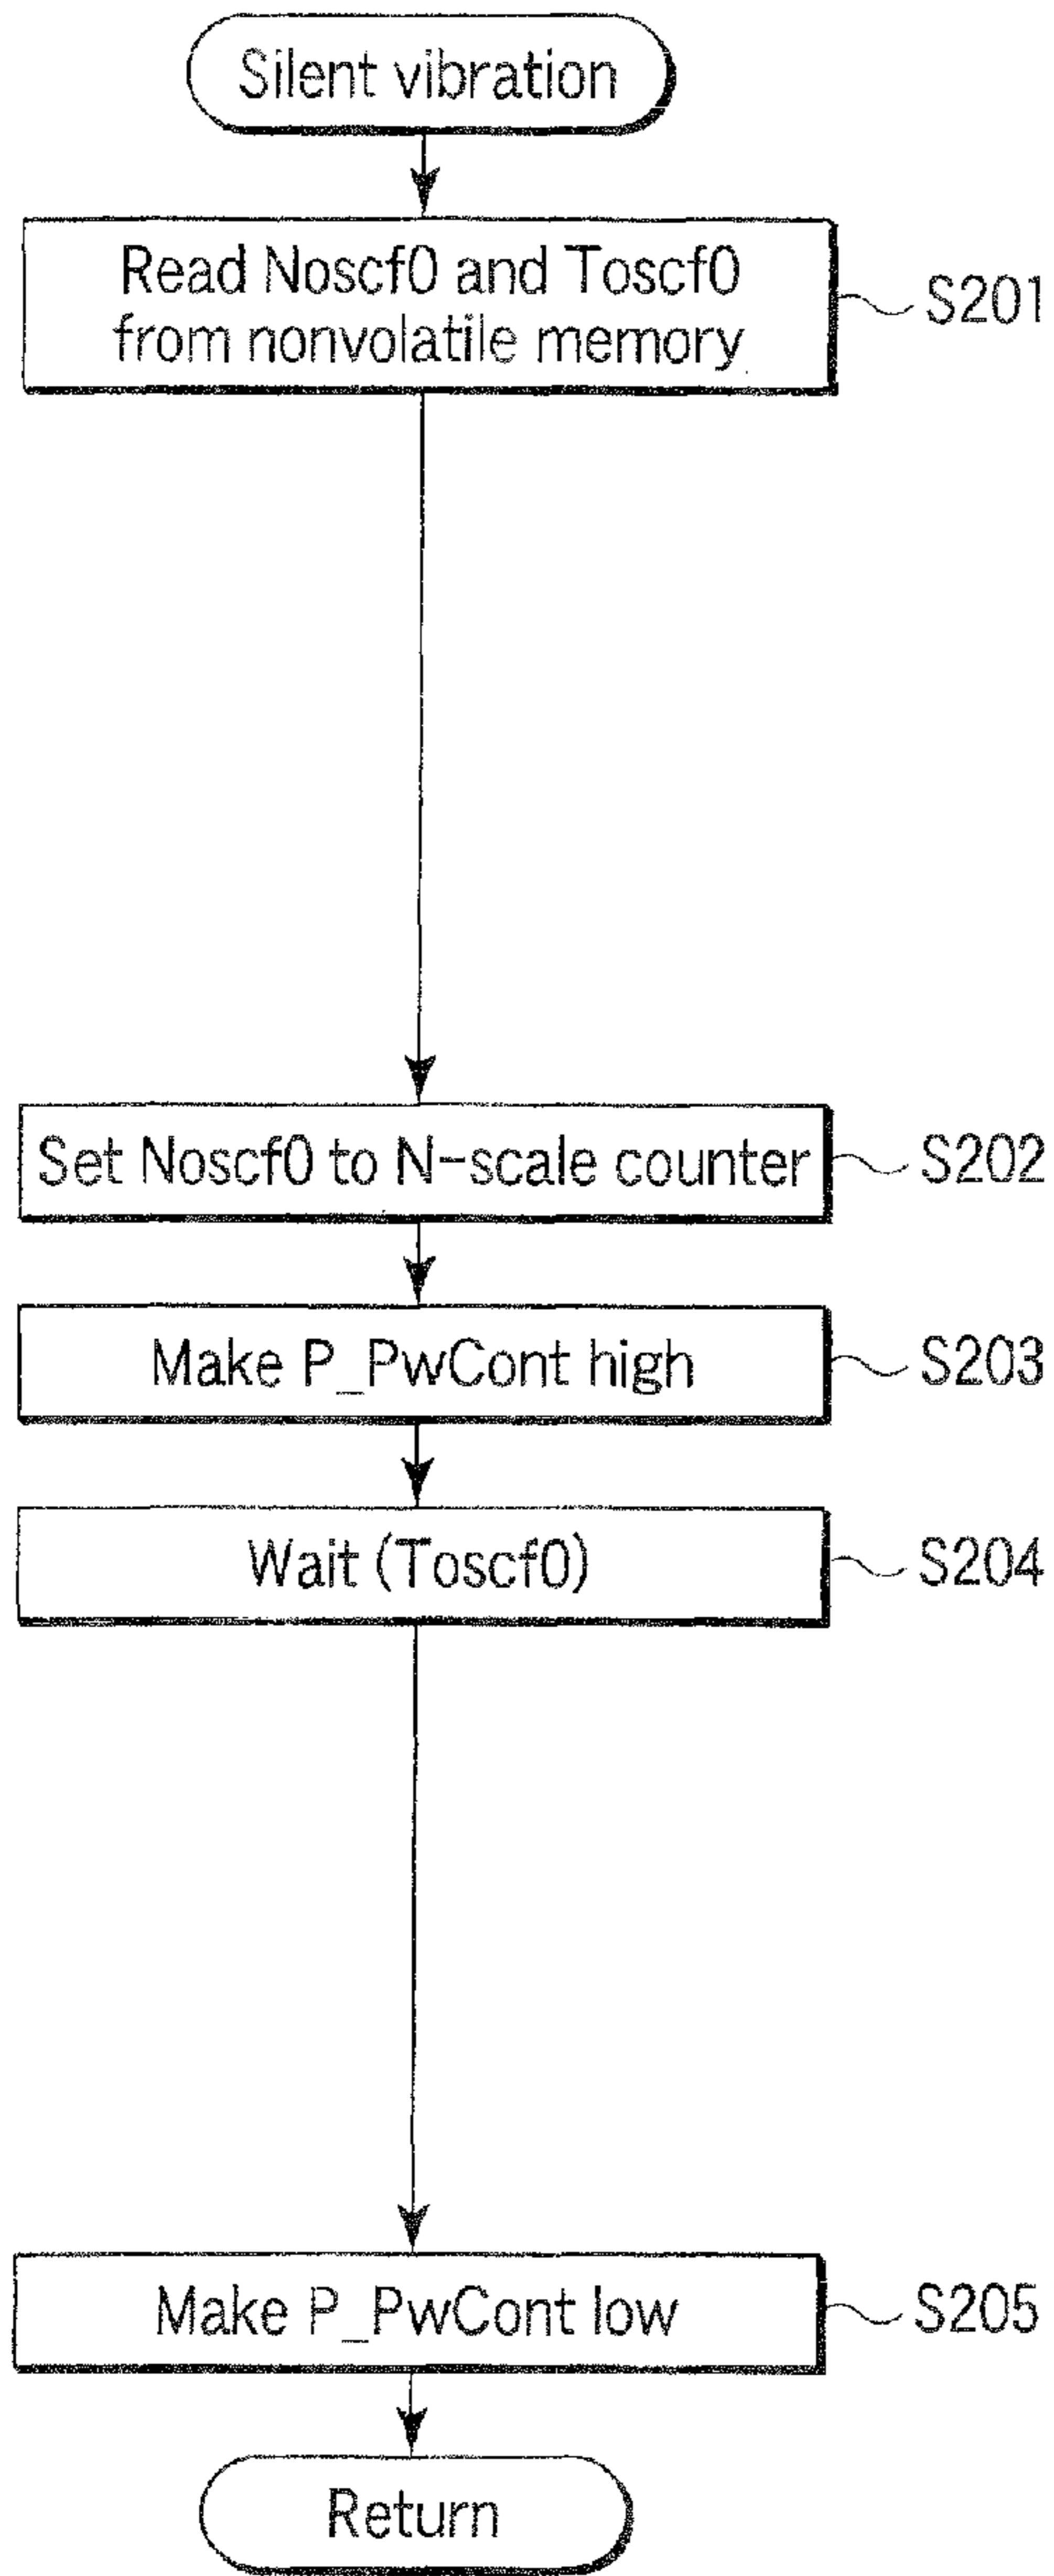 Silent vibration
Read Noscf0 and Toscf0
from nonvolatile memory
S201
Set Noscf0 to N-scale counter
S202
Make P_PwCont high
S203
Wait (Toscf0)
S204
Make P_PwCont low
S205
Return